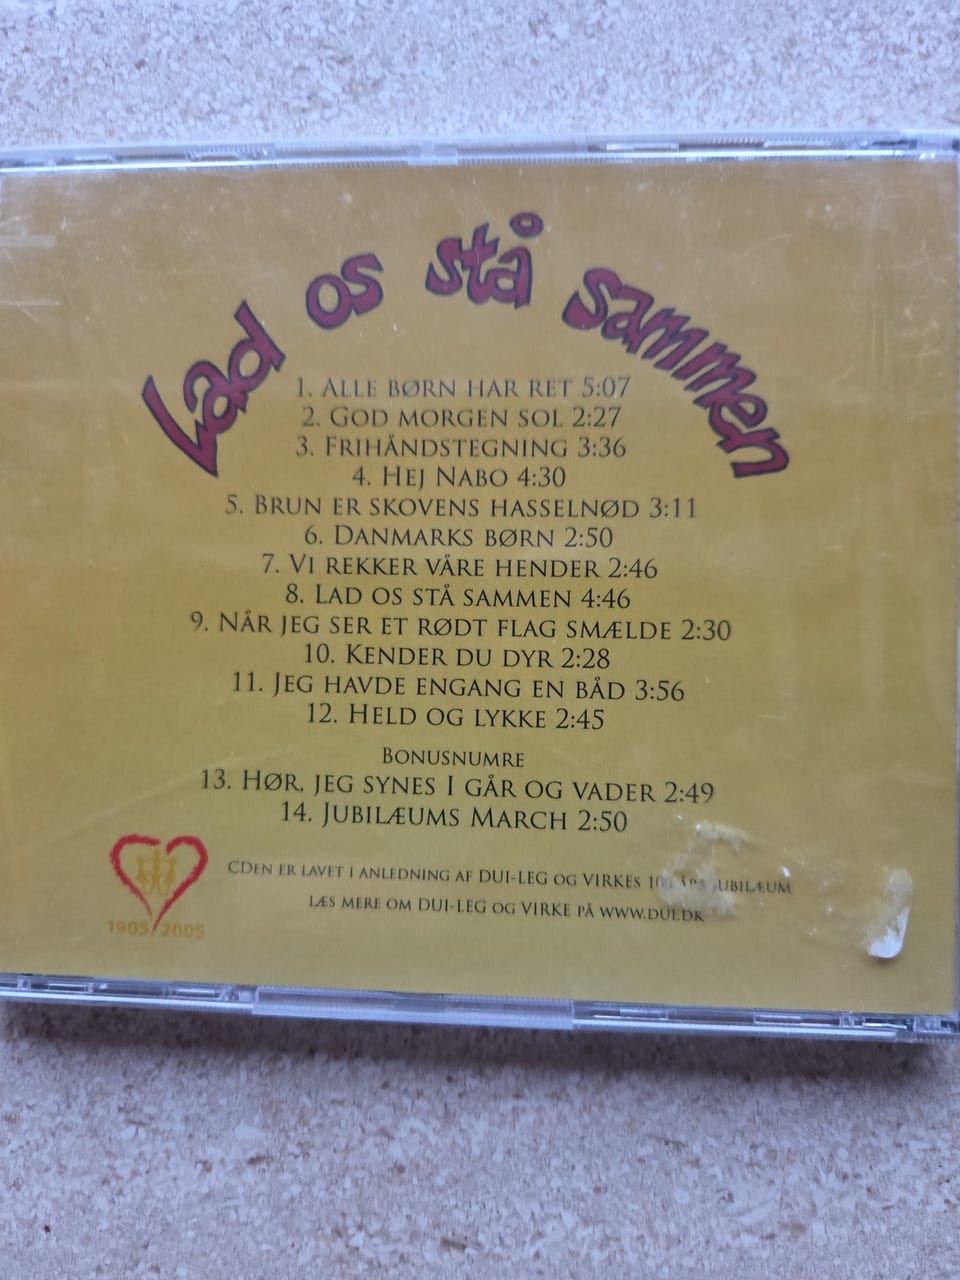 Lad os stå sammen
1. ALLE BØRN HAR RET 5:07
2. GOD MORGEN SOL 2:27
3. FRIHÅNDSTEGNING 3:36
4. HEJ NABO 4:30
5. BRUN ER SKOVENS HASSELNØD 3:11
6. DANMARKS BØRN 2:50
7. VI REKKER VÅRE HENDER 2:46
8. LAD OS STÅ SAMMEN 4:46
9. NÅR JEG SER ET RØDT FLAG SMÆLDE 2:30
10. KENDER DU DYR 2:28
11. JEG HAVDE ENGANG EN BÅD 3:56
12. HELD OG LYKKE 2:45
BONUSNUMRE
13. HØR, JEG SYNES I GÅR OG VADER 2:49
14. JUBILÆUMS MARCH 2:50
CDEN ER LAVET I ANLEDNING AF DUI-LEG OG VIRKES 100 ÅRS JUBILÆUM
LÆS MERE OM DUI-LEG OG VIRKE PÅ WWW.DUI.DK
1905/2005